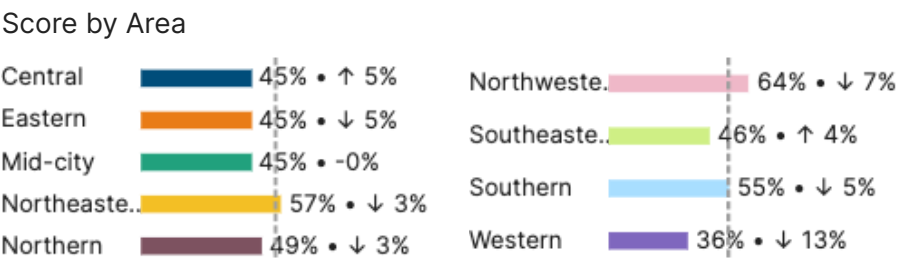 Score by Area
Central 45% • ↑ 5%
Eastern 45% • ↓ 5%
Mid-city 45% • -0%
Northeaste.. 57% • ↓ 3%
Northern 49% • ↓ 3%
Northweste.. 64% • ↓ 7%
Southeaste.. 46% • ↑ 4%
Southern 55% • ↓ 5%
Western 36% • ↓ 13%